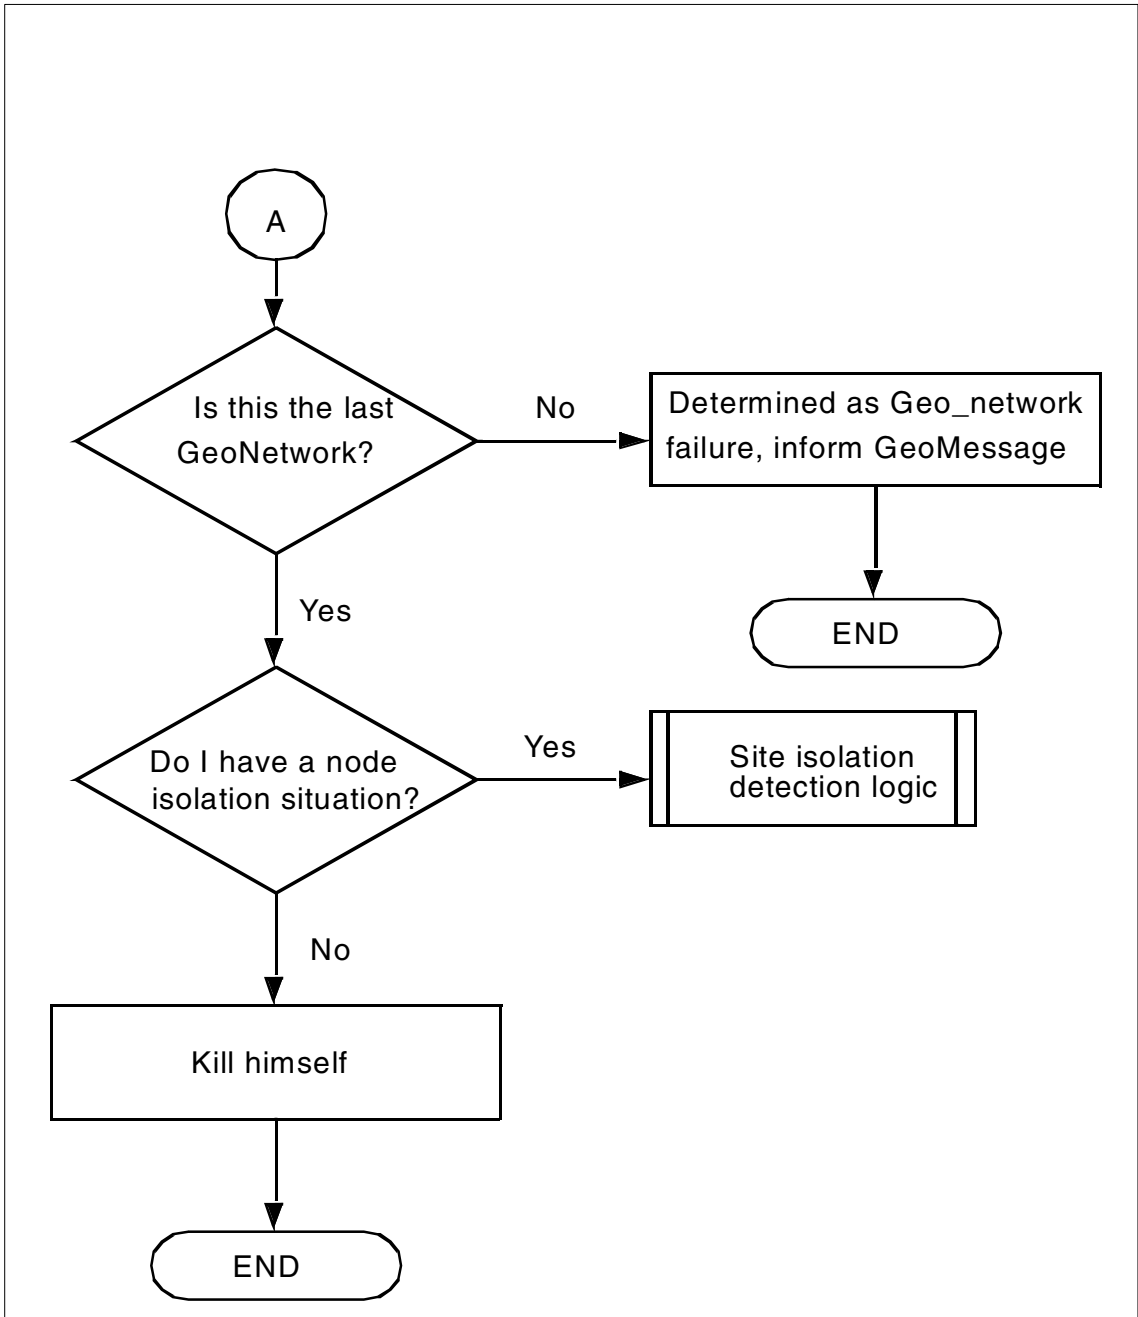 A
Is this the last
GeoNetwork?
No
Determined as Geo_network
failure, inform GeoMessage
Yes
END
Do I have a node
isolation situation?
Yes
Site isolation
detection logic
No
Kill himself
END